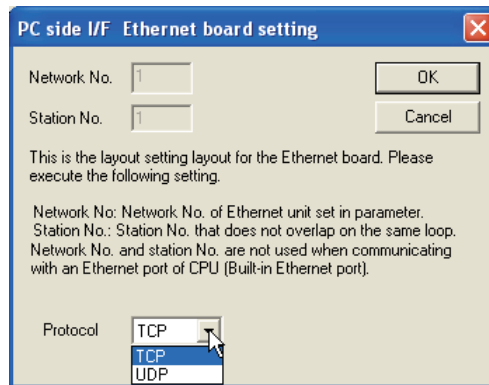 PC side I/F Ethernet board setting
Network No. 1
OK
Station No. 1
Cancel
This is the layout setting layout for the Ethernet board. Please
execute the following setting.
Network No: Network No. of Ethernet unit set in parameter.
Station No.: Station No. that does not overlap on the same loop.
Network No. and station No. are not used when communicating
with an Ethernet port of CPU (Built-in Ethernet port).
Protocol TCP
TCP
UDP